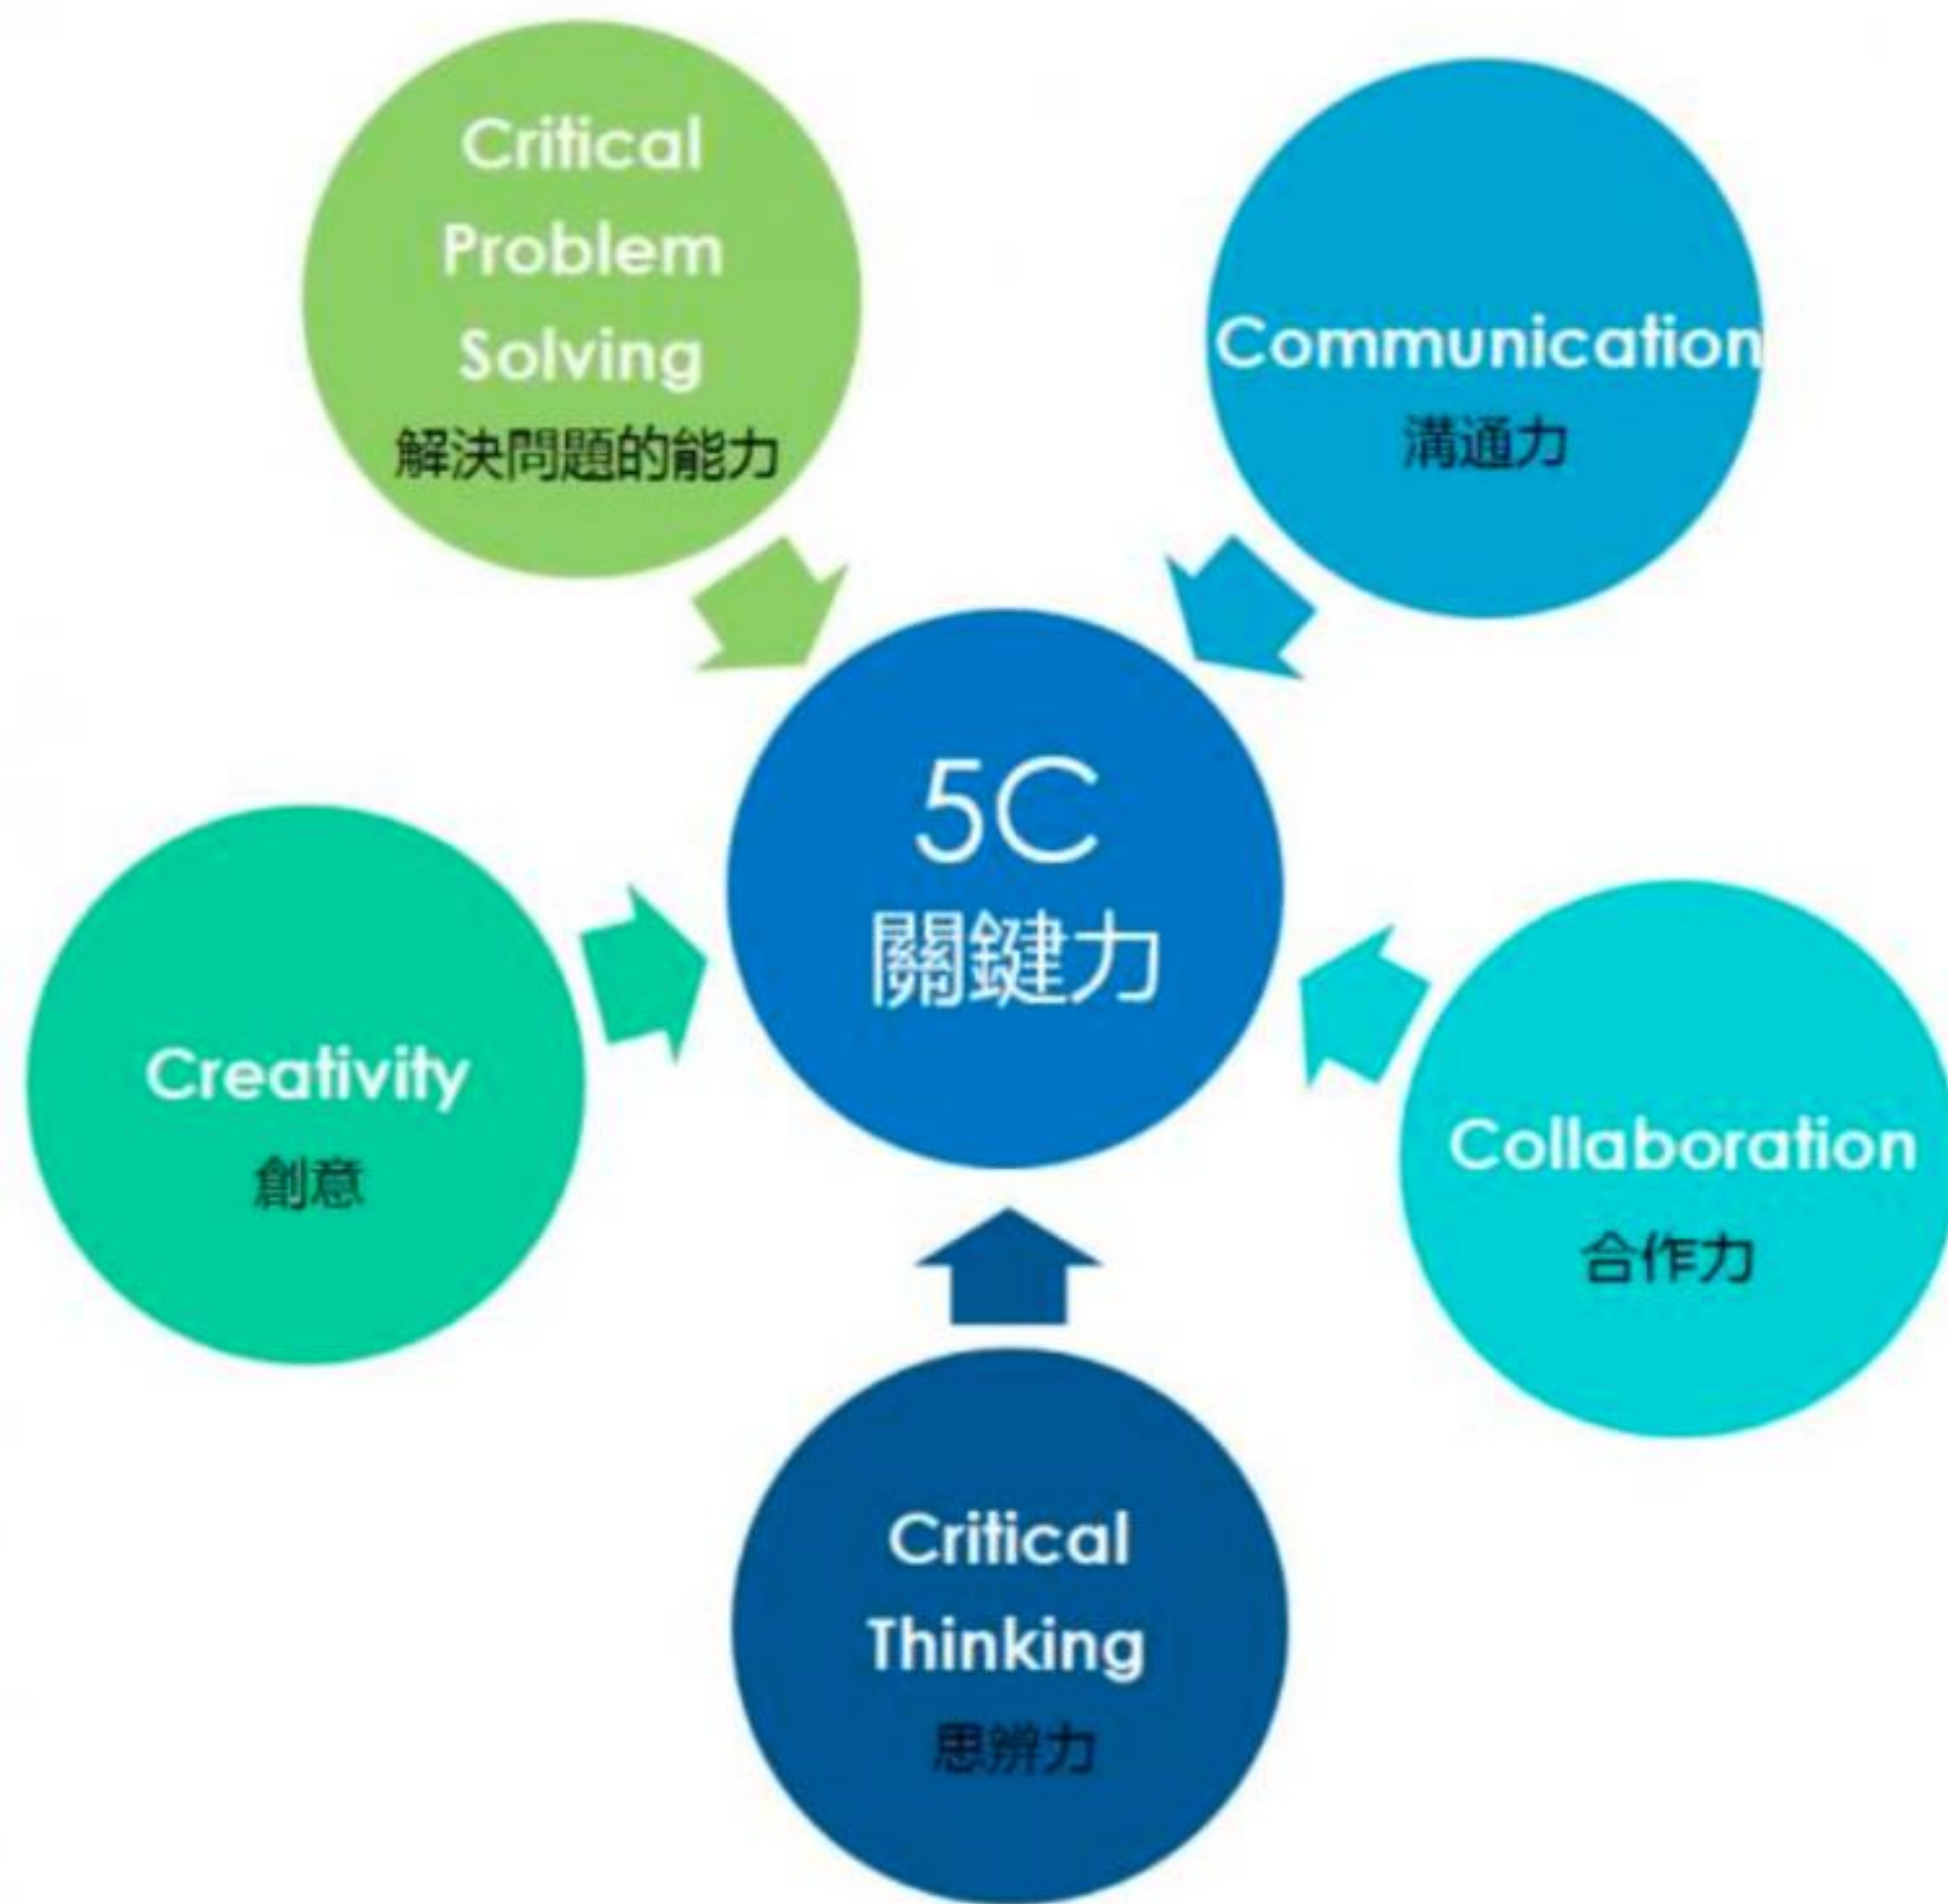 Critical
Problem
Solving
解決問題的能力
Communication
溝通力
5C
關鍵力
Creativity
創意
Collaboration
合作力
Critical
Thinking
思辨力